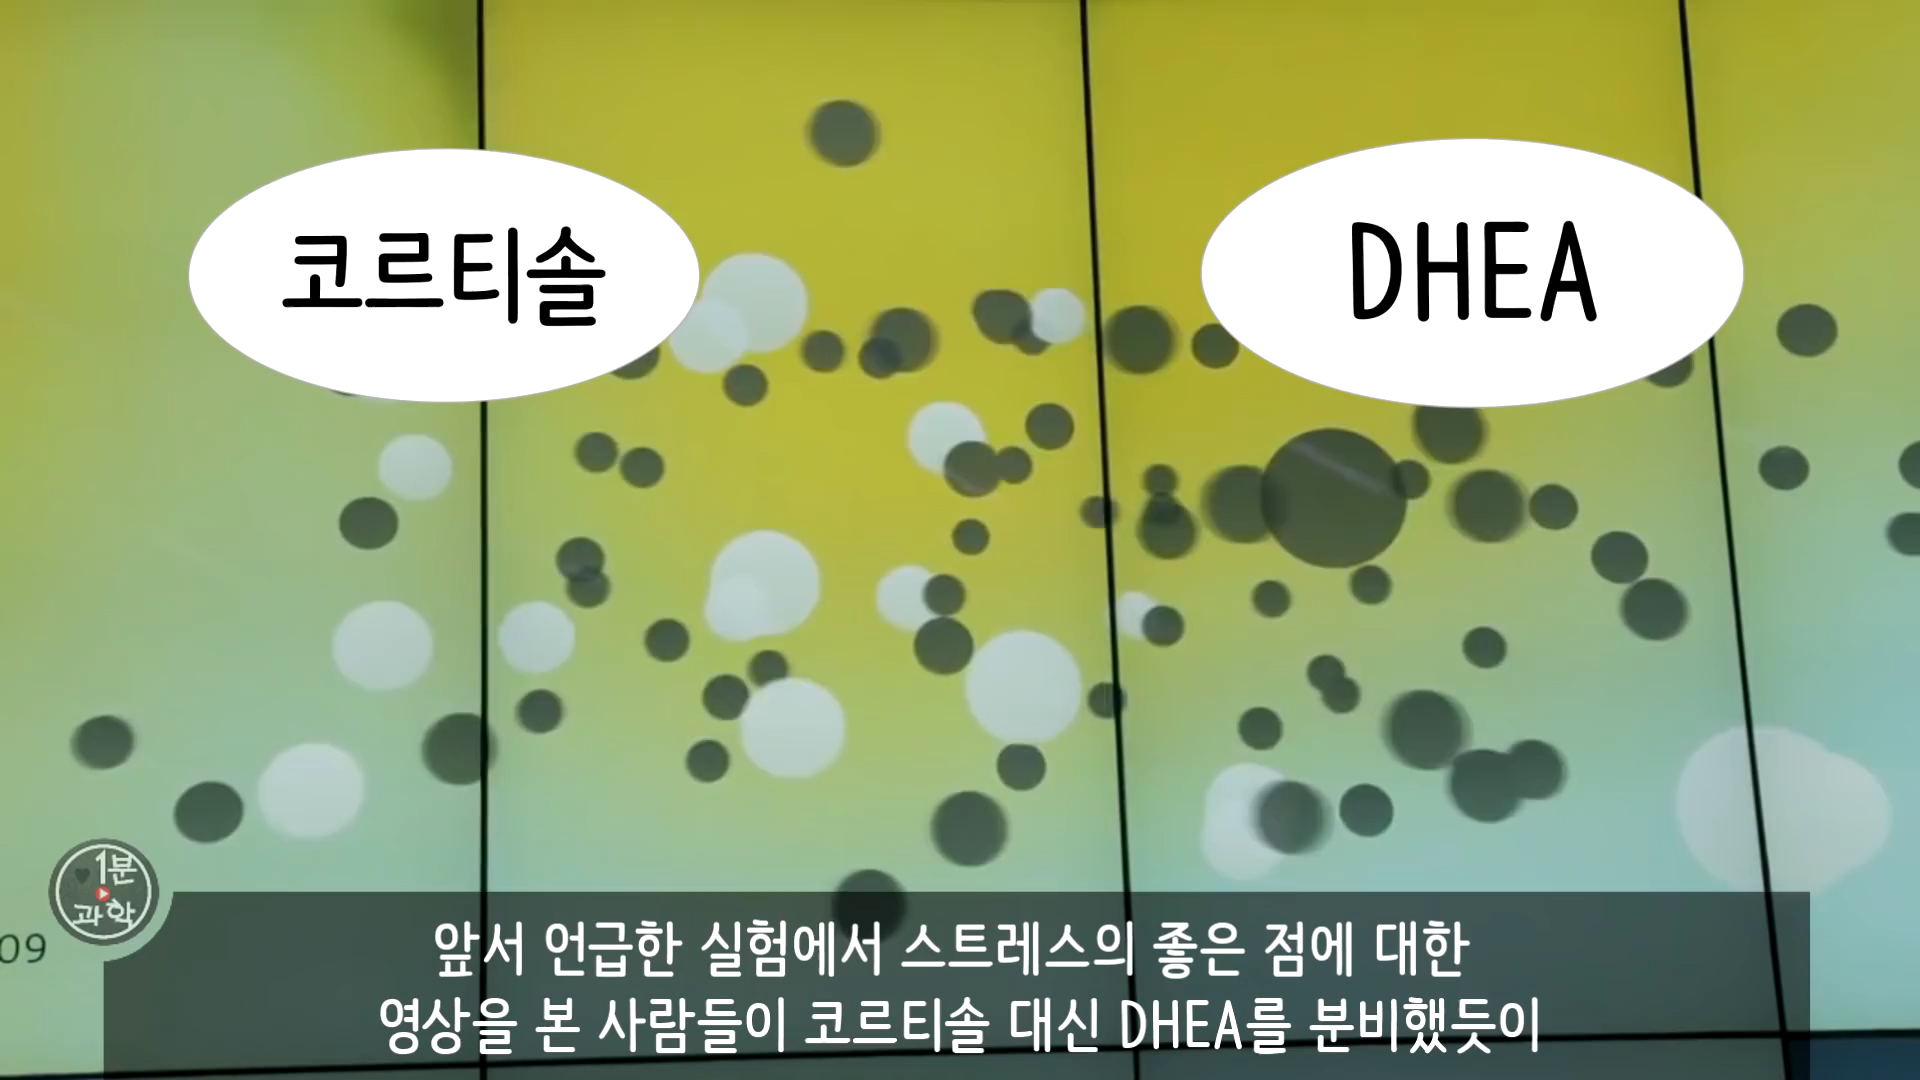 코르티솔
DHEA
1분
과학
09
앞서 언급한 실험에서 스트레스의 좋은 점에 대한
영상을 본 사람들이 코르티솔 대신 DHEA를 분비했듯이